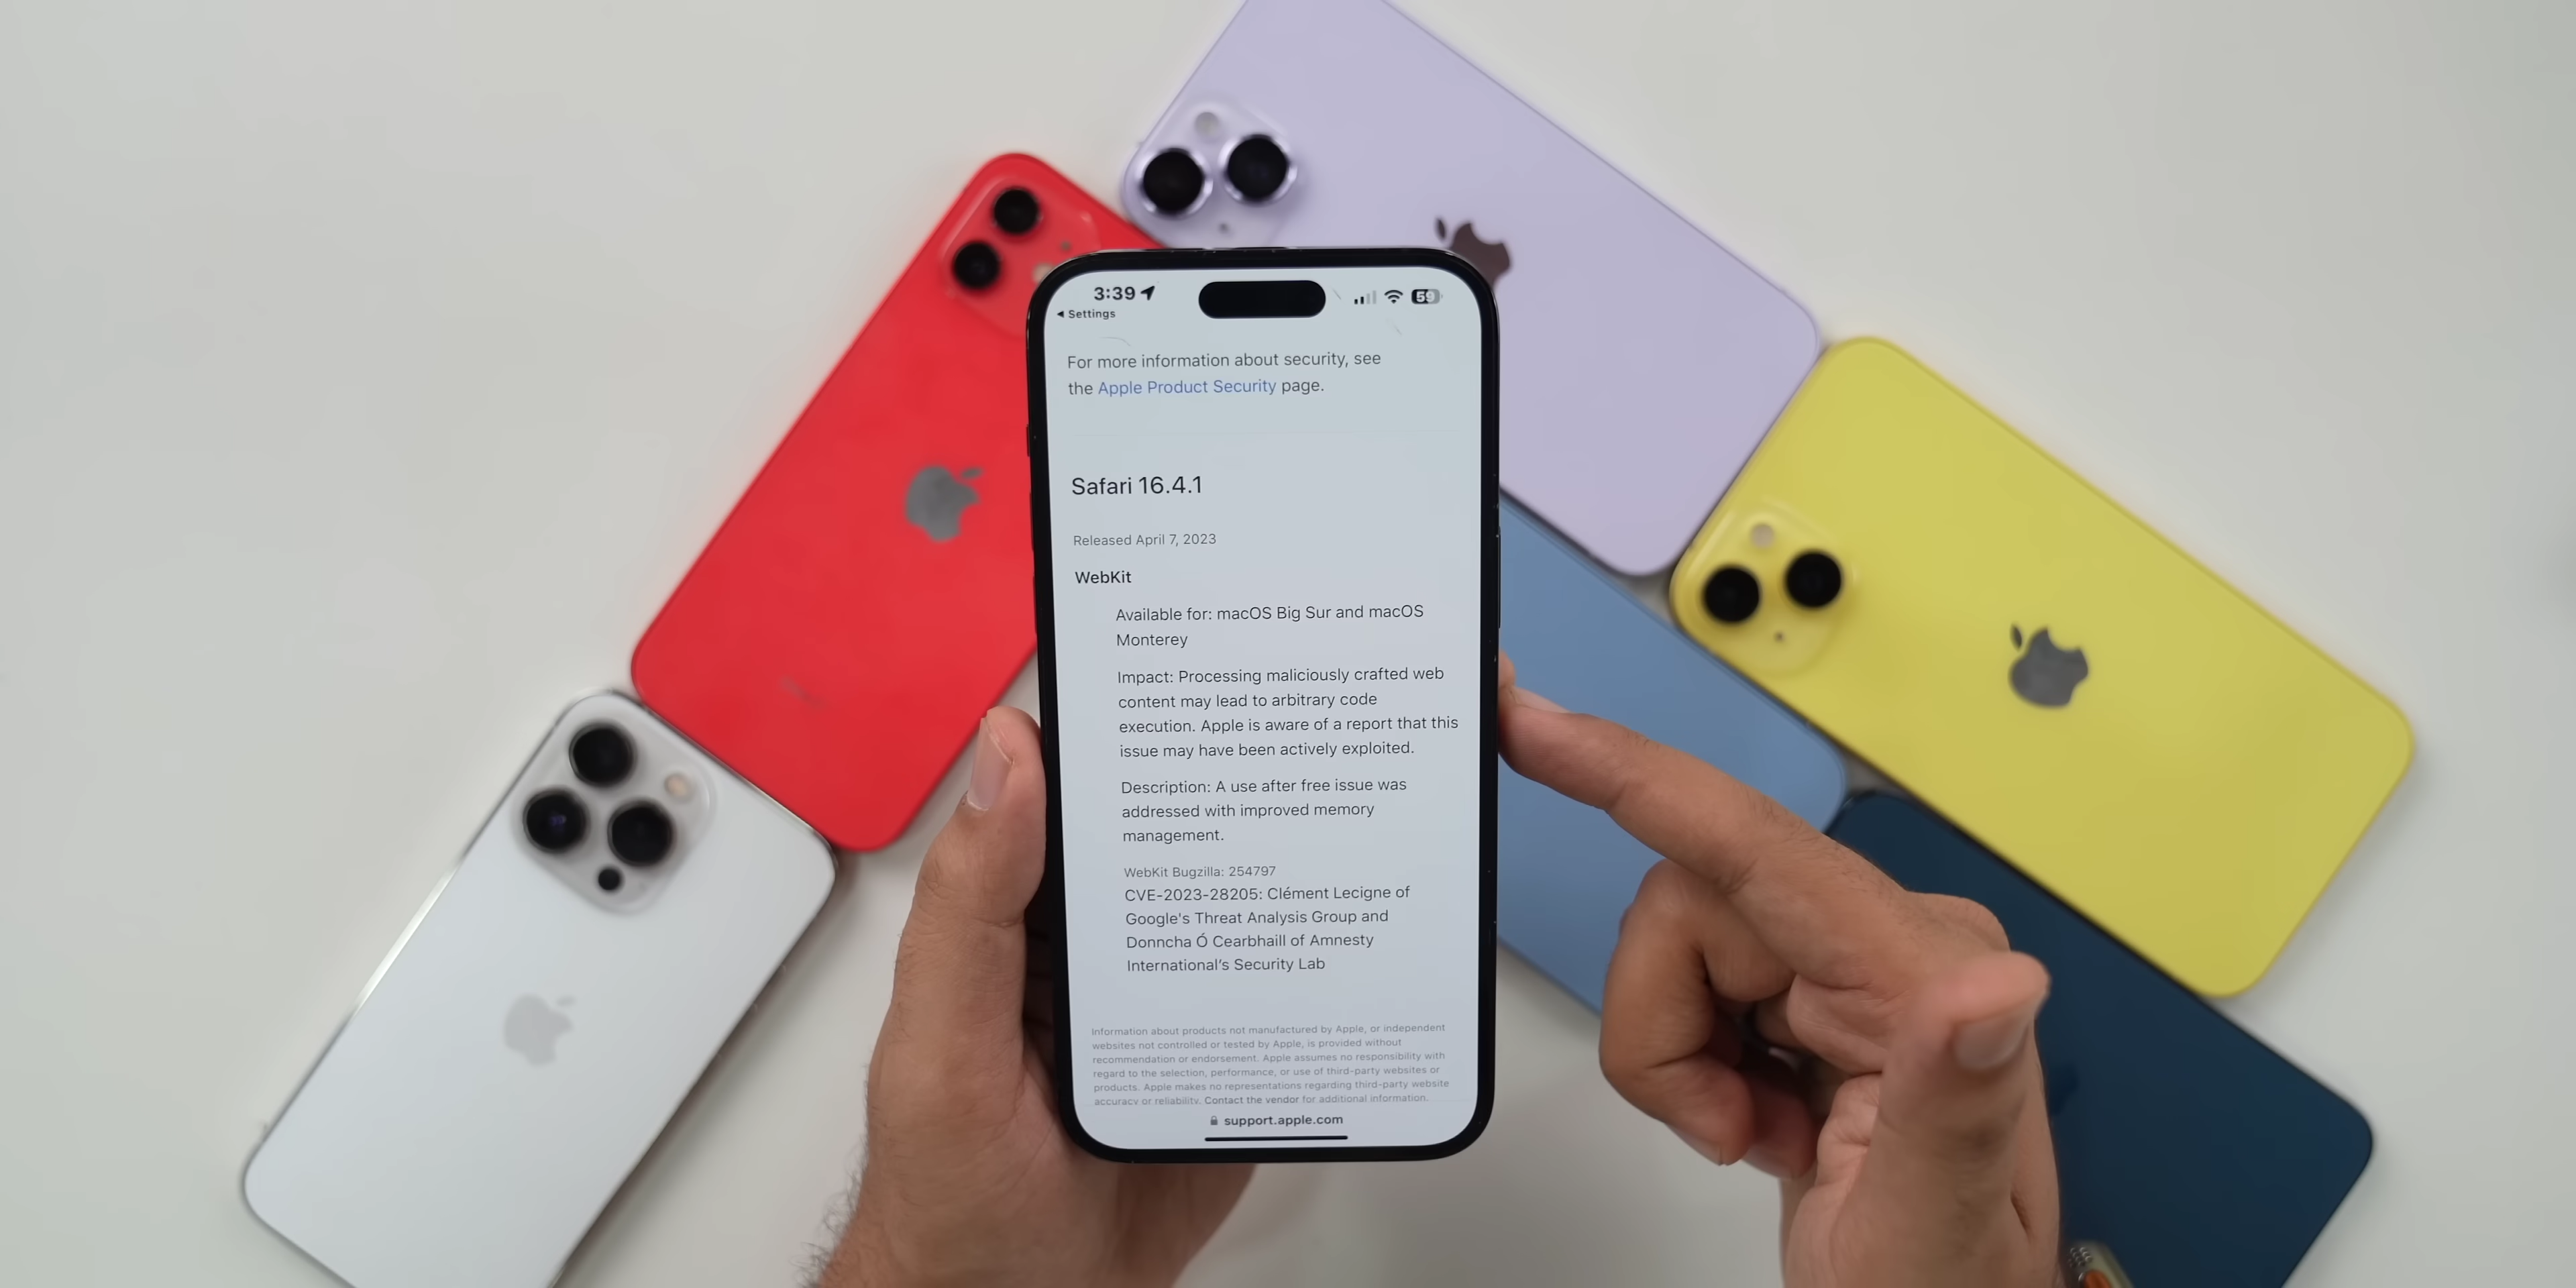 3:39
59
◀ Settings
For more information about security, see
the Apple Product Security page.
Safari 16.4.1
Released April 7, 2023
WebKit
Available for: macOS Big Sur and macOS
Monterey
Impact: Processing maliciously crafted web
content may lead to arbitrary code
execution. Apple is aware of a report that this
issue may have been actively exploited.
Description: A use after free issue was
addressed with improved memory
management.
WebKit Bugzilla: 254797
CVE-2023-28205: Clément Lecigne of
Google's Threat Analysis Group and
Donncha Ó Cearbhaill of Amnesty
International’s Security Lab
Information about products not manufactured by Apple, or independent
websites not controlled or tested by Apple, is provided without
recommendation or endorsement. Apple assumes no responsibility with
regard to the selection, performance, or use of third-party websites or
products. Apple makes no representations regarding third-party website
accuracy or reliability. Contact the vendor for additional information.
support.apple.com